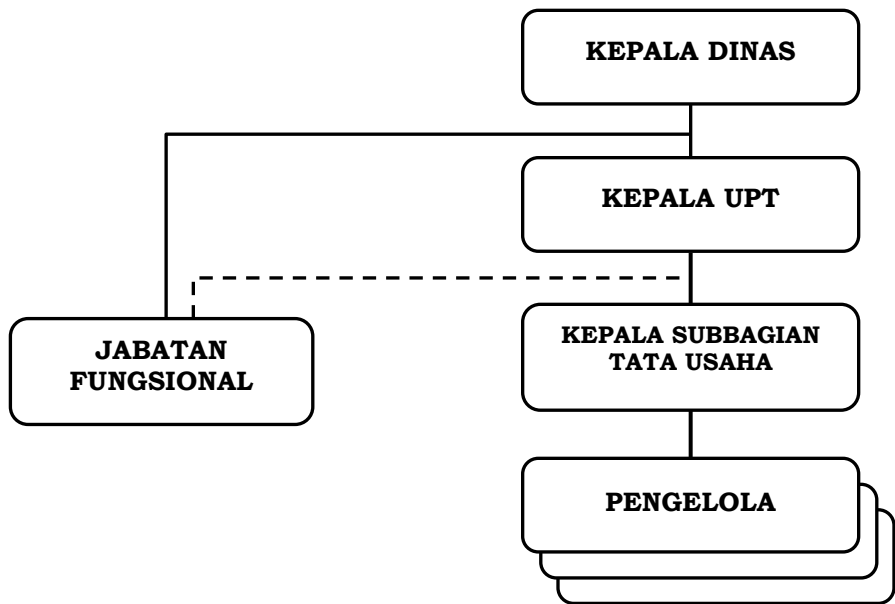 KEPALA DINAS
KEPALA UPT
JABATAN
FUNGSIONAL
KEPALA SUBBAGIAN
TATA USAHA
PENGELOLA